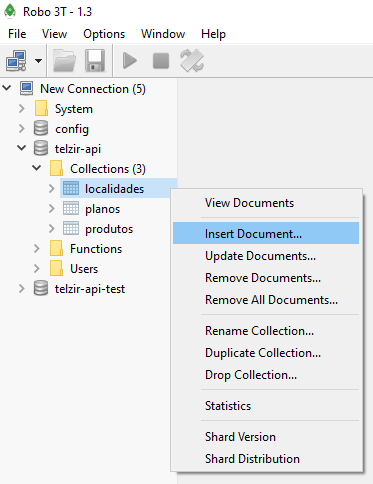 Robo 3T - 1.3
File View Options Window Help
New Connection (5)
System
config
telzir-api
Collections (3)
localidades
planos
produtos
Functions
Users
telzir-api-test
View Documents
Insert Document...
Update Documents...
Remove Documents...
Remove All Documents...
Rename Collection...
Duplicate Collection...
Drop Collection...
Statistics
Shard Version
Shard Distribution